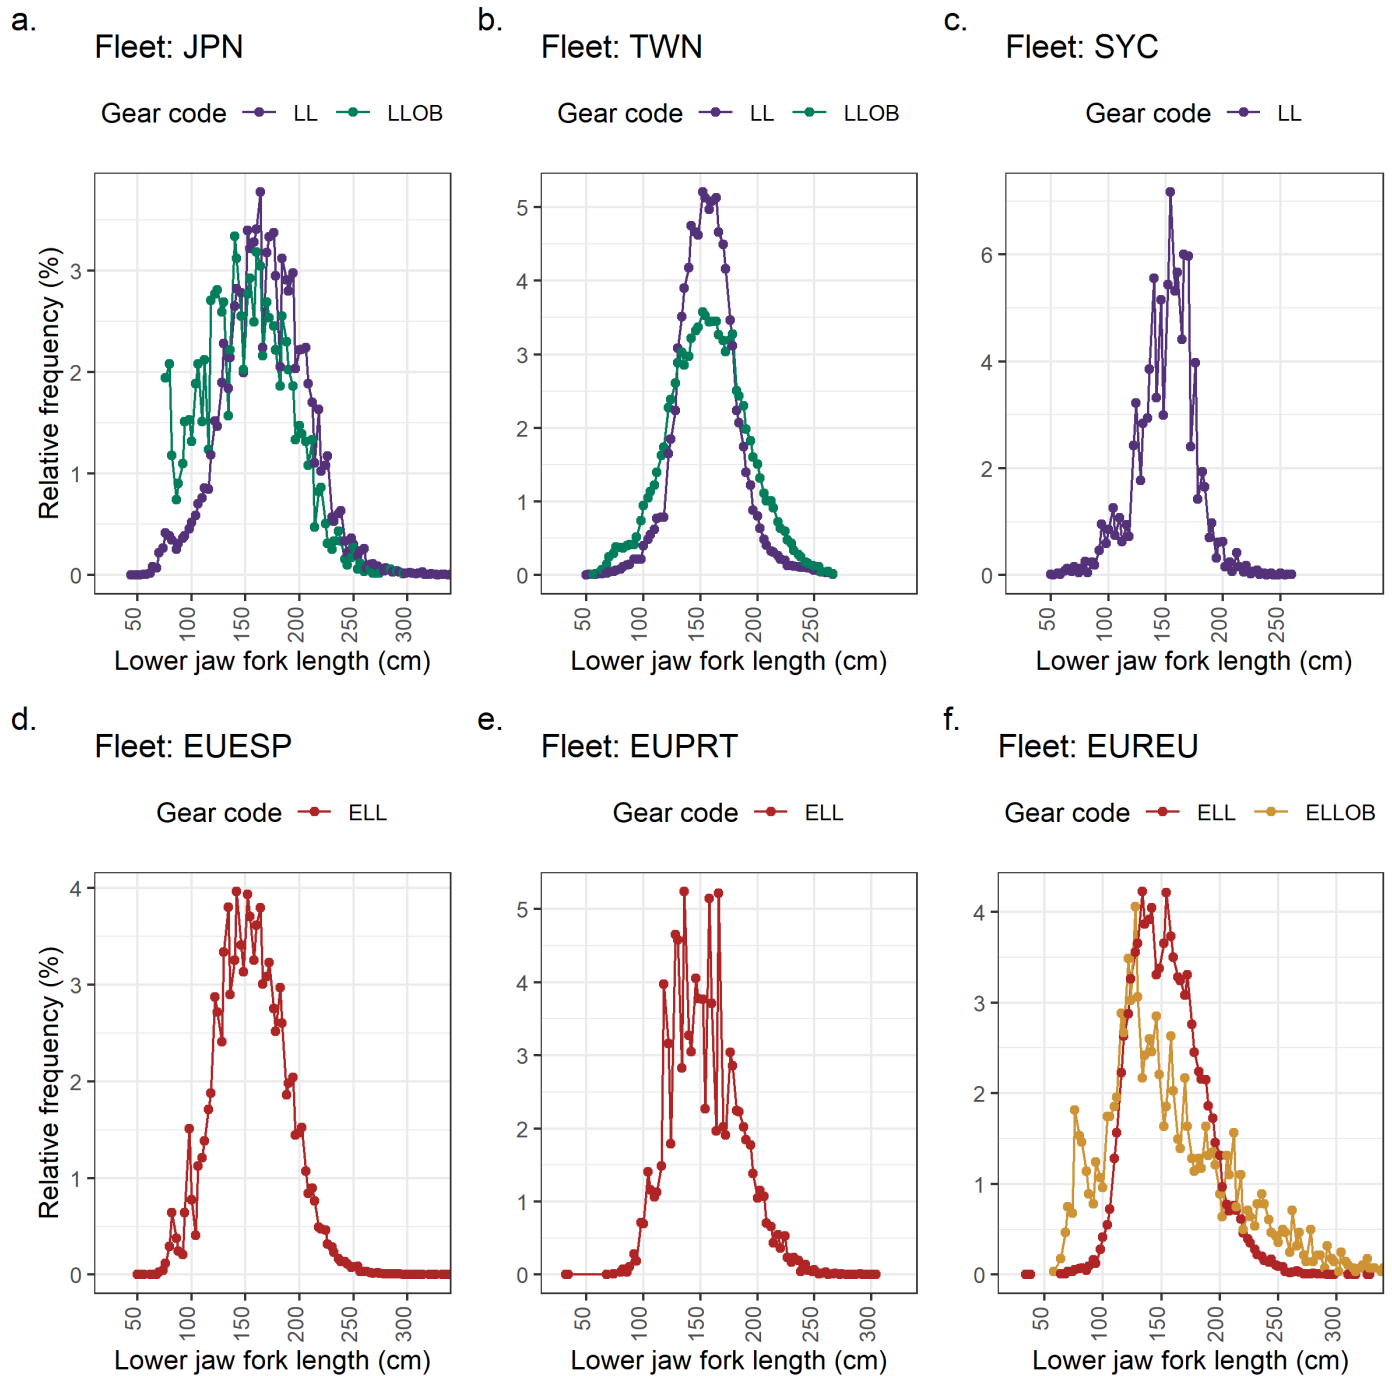 a.
Fleet: JPN
Gear code LL LLOB
Relative frequency (%)
0
1
2
3
50
100
150
200
250
300
Lower jaw fork length (cm)
b.
Fleet: TWN
Gear code LL LLOB
0
1
2
3
4
5
50
100
150
200
250
Lower jaw fork length (cm)
c.
Fleet: SYC
Gear code LL
0
2
4
6
50
100
150
200
250
Lower jaw fork length (cm)
d.
Fleet: EUESP
Gear code ELL
Relative frequency (%)
0
1
2
3
4
50
100
150
200
250
300
Lower jaw fork length (cm)
e.
Fleet: EUPRT
Gear code ELL
0
1
2
3
4
5
50
100
150
200
250
300
Lower jaw fork length (cm)
f.
Fleet: EUREU
Gear code ELL ELLOB
0
1
2
3
4
50
100
150
200
250
300
Lower jaw fork length (cm)